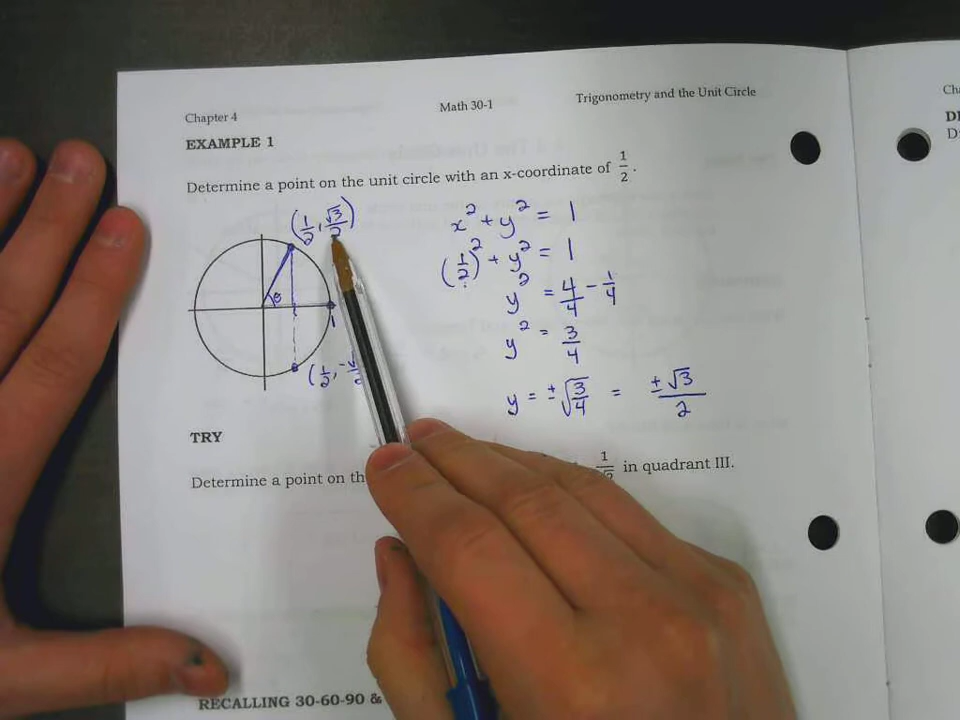 Chapter 4
Math 30-1
Trigonometry and the Unit Circle
EXAMPLE 1
Determine a point on the unit circle with an x-coordinate of 1/2.
(1/2, √3/2)
θ
1
(1/2, -√
x² + y² = 1
(1/2)² + y² = 1
y² = 4/4 - 1/4
y² = 3/4
y = ±√(3/4) = ±√3/2
TRY
Determine a point on th
in quadrant III.
RECALLING 30-60-90 &
Ch
D
D